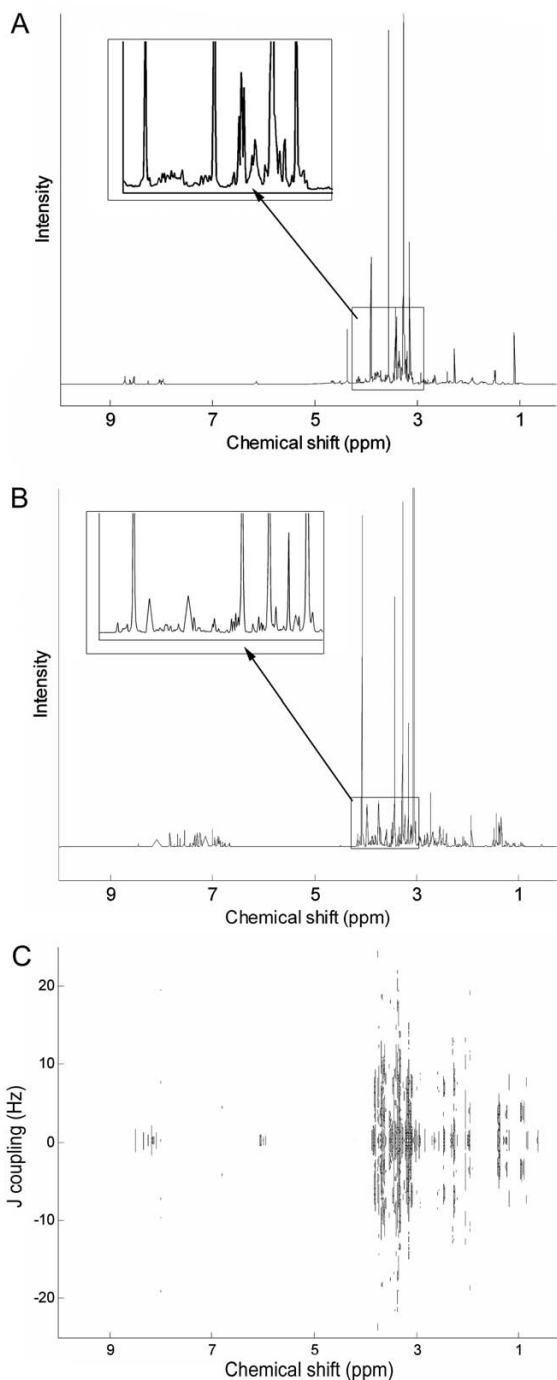 A
Intensity
9 7 5 3 1
Chemical shift (ppm)
B
Intensity
9 7 5 3 1
Chemical shift (ppm)
C
J coupling (Hz)
20
10
0
-10
-20
9 7 5 3 1
Chemical shift (ppm)